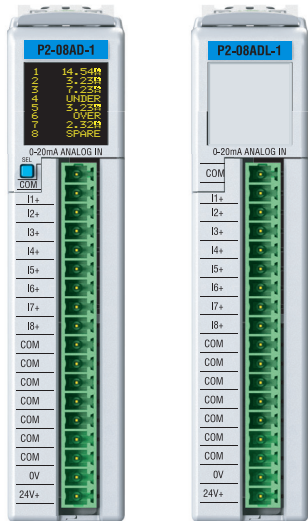 P2-08AD-1
1 14.54mA
2 3.23mA
3 7.23mA
4 UNDER
5 3.23mA
6 OVER
7 2.32mA
8 SPARE
0-20mA ANALOG IN
SEL
COM
I1+
I2+
I3+
I4+
I5+
I6+
I7+
I8+
COM
COM
COM
COM
COM
COM
COM
0V
24V+
P2-08ADL-1
0-20mA ANALOG IN
COM
I1+
I2+
I3+
I4+
I5+
I6+
I7+
I8+
COM
COM
COM
COM
COM
COM
COM
0V
24V+